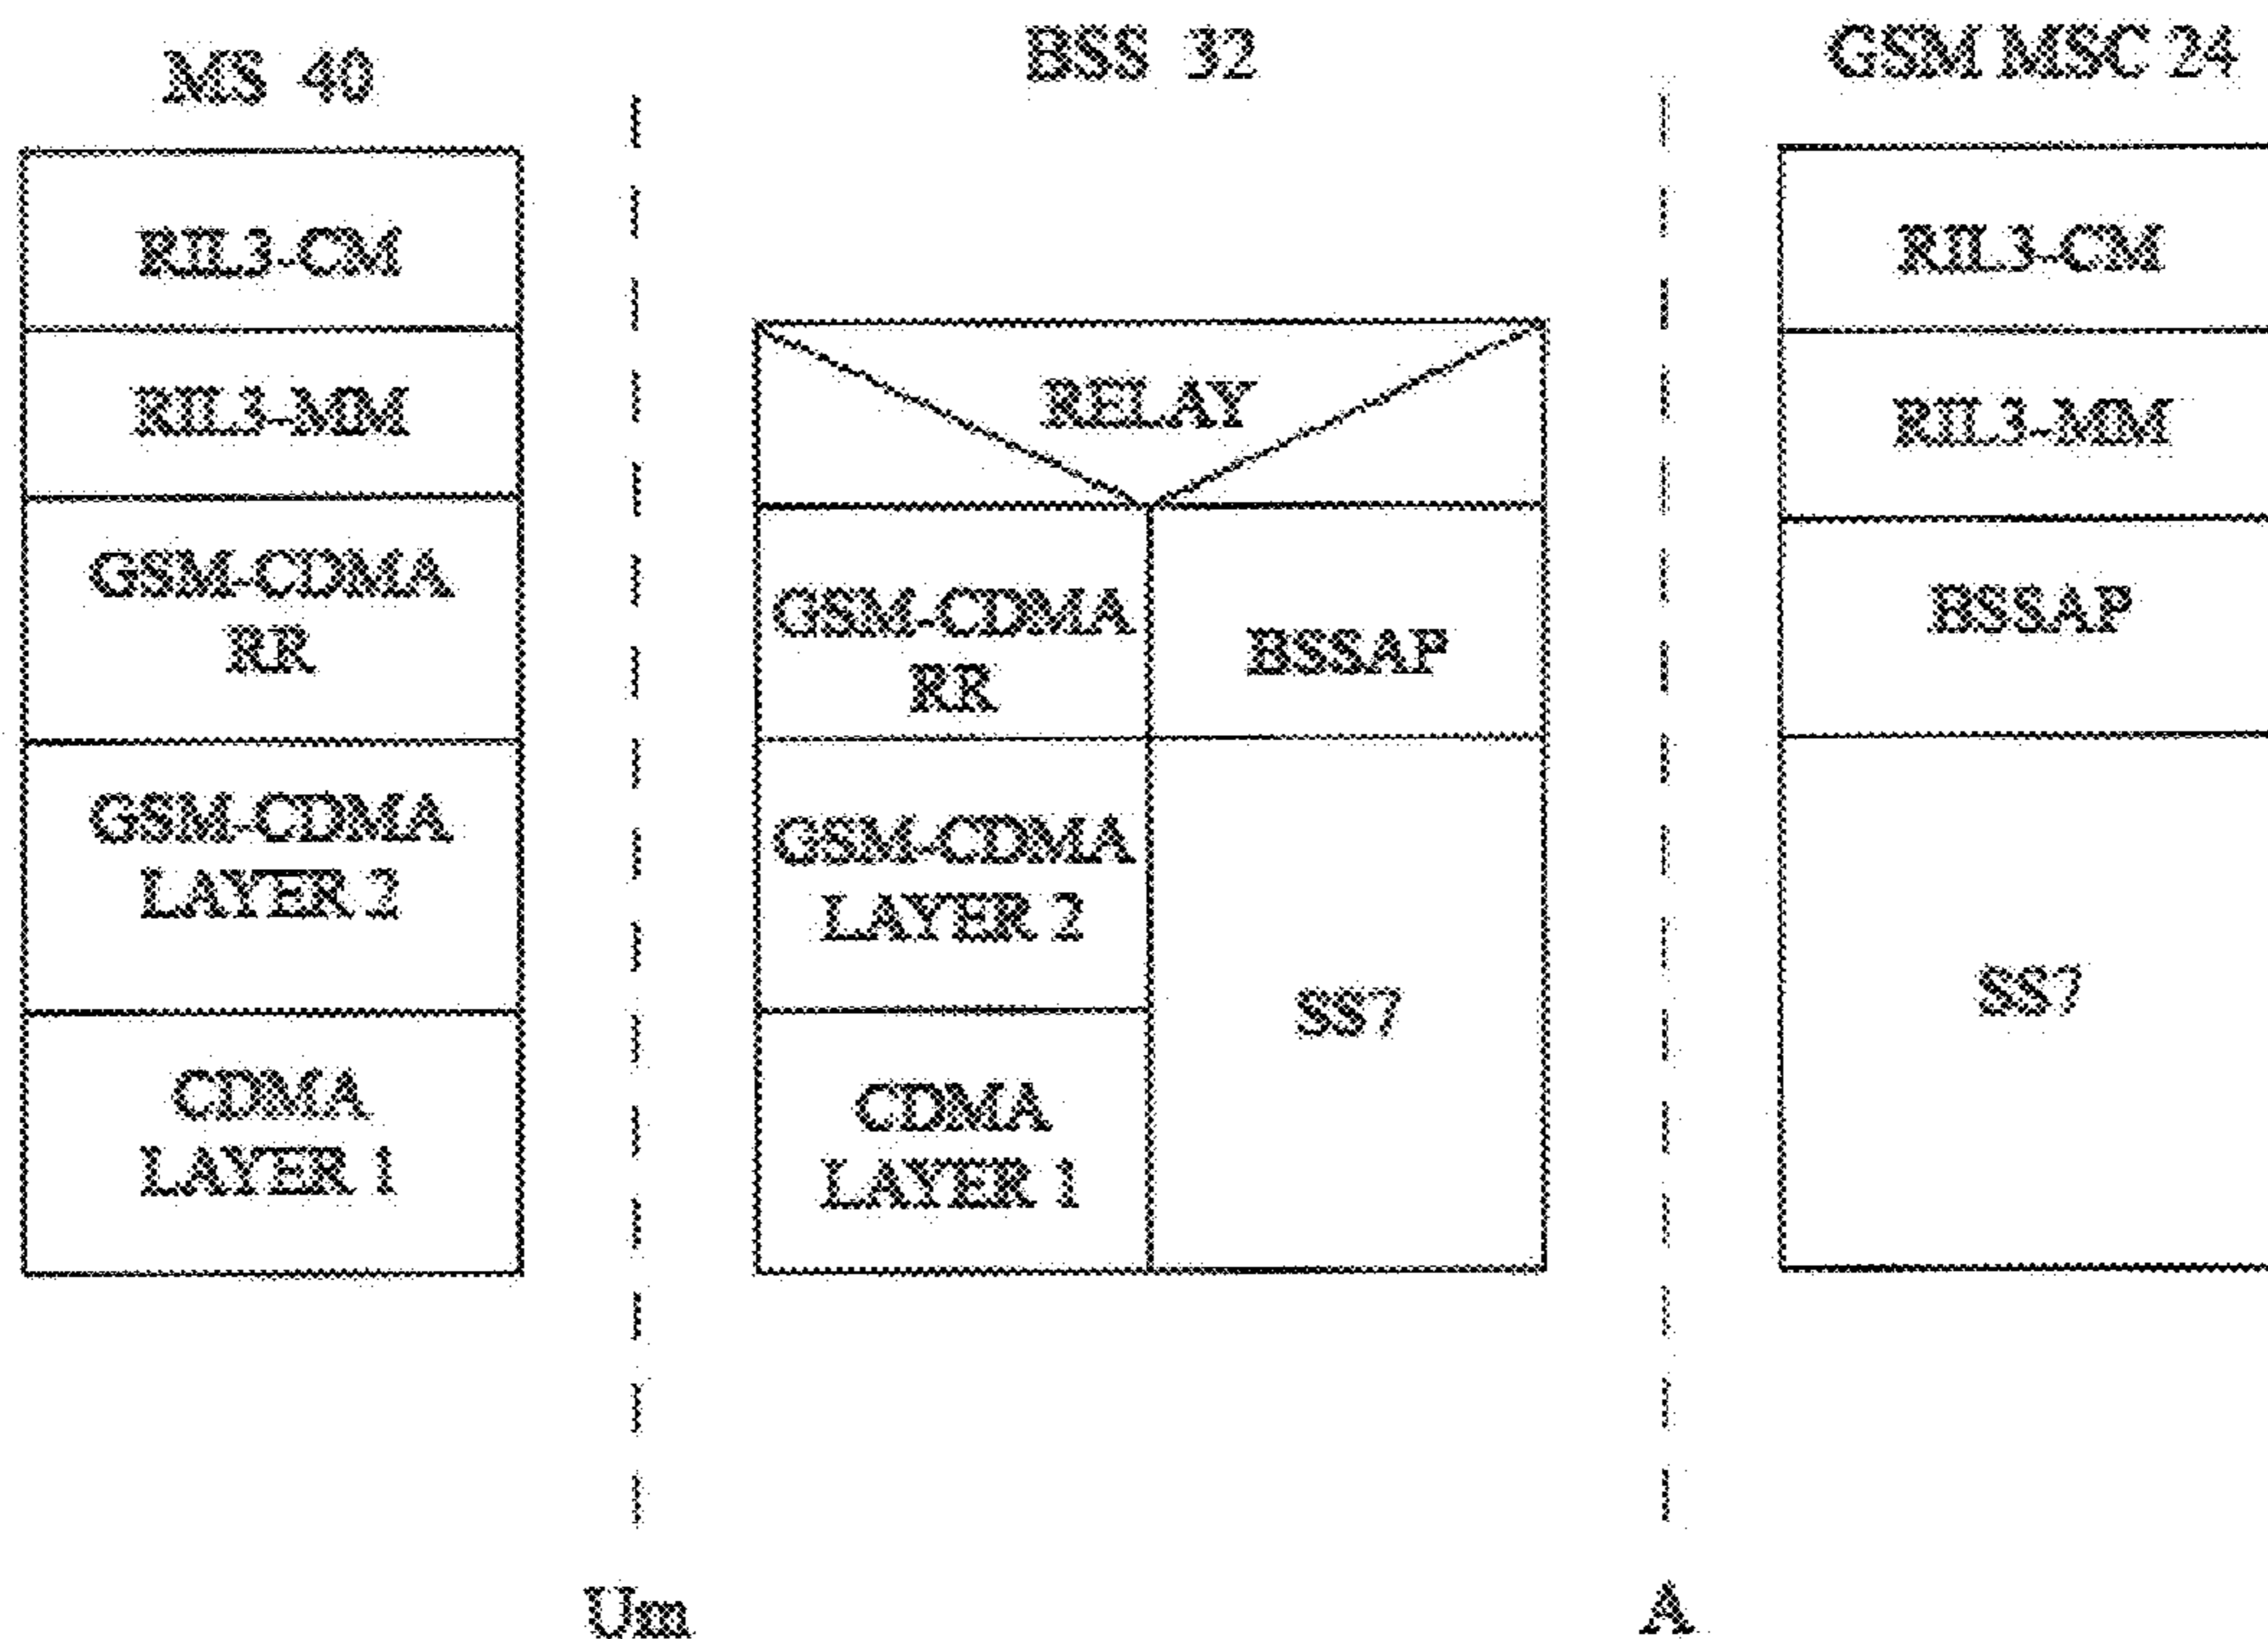 MS 40
BSS 32
GSM MSC 24
RIL3-CM
RIL3-MM
GSM-CDMA
RR
GSM-CDMA
LAYER 2
CDMA
LAYER 1
RELAY
GSM-CDMA
RR
GSM-CDMA
LAYER 2
CDMA
LAYER 1
BSSAP
SS7
RIL3-CM
RIL3-MM
BSSAP
SS7
Um
A